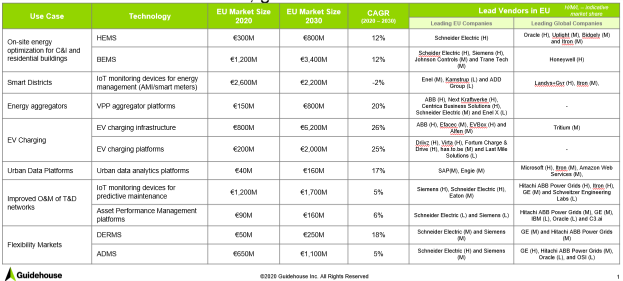 Use Case
Technology
EU Market Size
2020
EU Market Size
2030
CAGR
(2020 – 2030)
Lead Vendors in EU
H/M/L – indicative
market share
Leading EU Companies
Leading Global Companies
On-site energy
optimization for C&I and
residential buildings
HEMS
€300M
€800M
12%
Schneider Electric (H)
Oracle (H), Uplight (M), Bidgely (M)
and Itron (M)
BEMS
€1,200M
€3,400M
12%
Scheider Electric (H), Siemens (H),
Johnson Controls (M) and Trane Tech
(M)
Honeywell (H)
Smart Districts
IoT monitoring devices for energy
management (AMI/smart meters)
€2,600M
€2,200M
-2%
Enel (M), Kamstrup (L) and ADD
Group (L)
Landys+Gyr (H), Itron (M),
Energy aggregators
VPP aggregator platforms
€150M
€800M
20%
ABB (H), Next Kraftwerke (H),
Centrica Business Solutions (H),
Schneider Electric (M) and Enel X (L)
-
EV Charging
EV charging infrastructure
€800M
€5,200M
26%
ABB (H), Efacec (M), EVBox (H) and
Alfen (M)
Tritium (M)
EV charging platforms
€200M
€2,000M
25%
Driikz (H), Virta (H), Fortum Charge &
Drive (H), has to be (M) and Last Mile
Solutions (L)
-
Urban Data Platforms
Urban data analytics platforms
€40M
€160M
17%
SAP(M), Engie (M)
Microsoft (H), Itron (M), Amazon Web
Services (M),
Improved O&M of T&D
networks
IoT monitoring devices for
predictive maintenance
€1,200M
€1,700M
5%
Siemens (H), Schneider Electric (H),
Eaton (M)
Hitachi ABB Power Grids (H), Itron (H),
GE (M) and Schweitzer Engineering
Labs (L)
Asset Performance Management
platforms
€90M
€160M
6%
Schneider Electric (L) and Siemens (L)
Hitachi ABB Power Grids (M), GE (M),
IBM (L), Oracle (L) and C3.ai
Flexibility Markets
DERMS
€50M
€250M
18%
Schneider Electric (M) and Siemens
(M)
GE (M) and Hitachi ABB Power Grids
(M)
ADMS
€650M
€1,100M
5%
Schneider Electric (H) and Siemens
(M)
GE (H), Hitachi ABB Power Grids (M),
Oracle (L), and OSI (L)
Guidehouse
©2020 Guidehouse Inc. All Rights Reserved
1